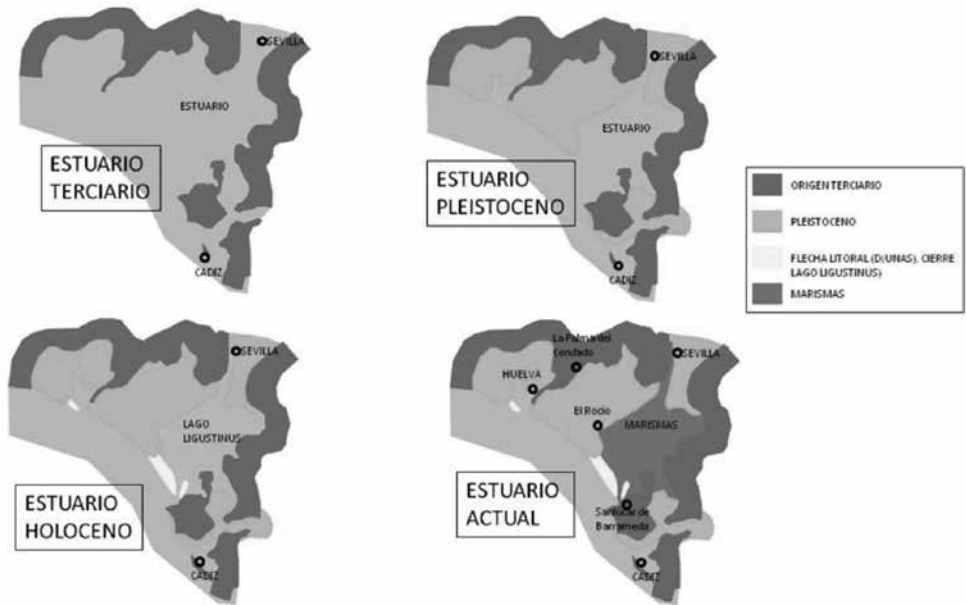 SEVILLA
ESTUARIO
ESTUARIO
TERCIARIO
CADIZ
SEVILLA
ESTUARIO
ESTUARIO
PLEISTOCENO
CADIZ
ORIGEN TERCIARIO
PLEISTOCENO
FLECHA LITORAL (D(UNAS), CIERRE
LAGO LIGUSTINUS)
MARISMAS
SEVILLA
LAGO
LIGUSTINUS
ESTUARIO
HOLOCENO
CADIZ
La Palma del
Condado
SEVILLA
HUELVA
El Rocio
MARISMAS
ESTUARIO
ACTUAL
Sanlucar de
Barrameda
CADIZ